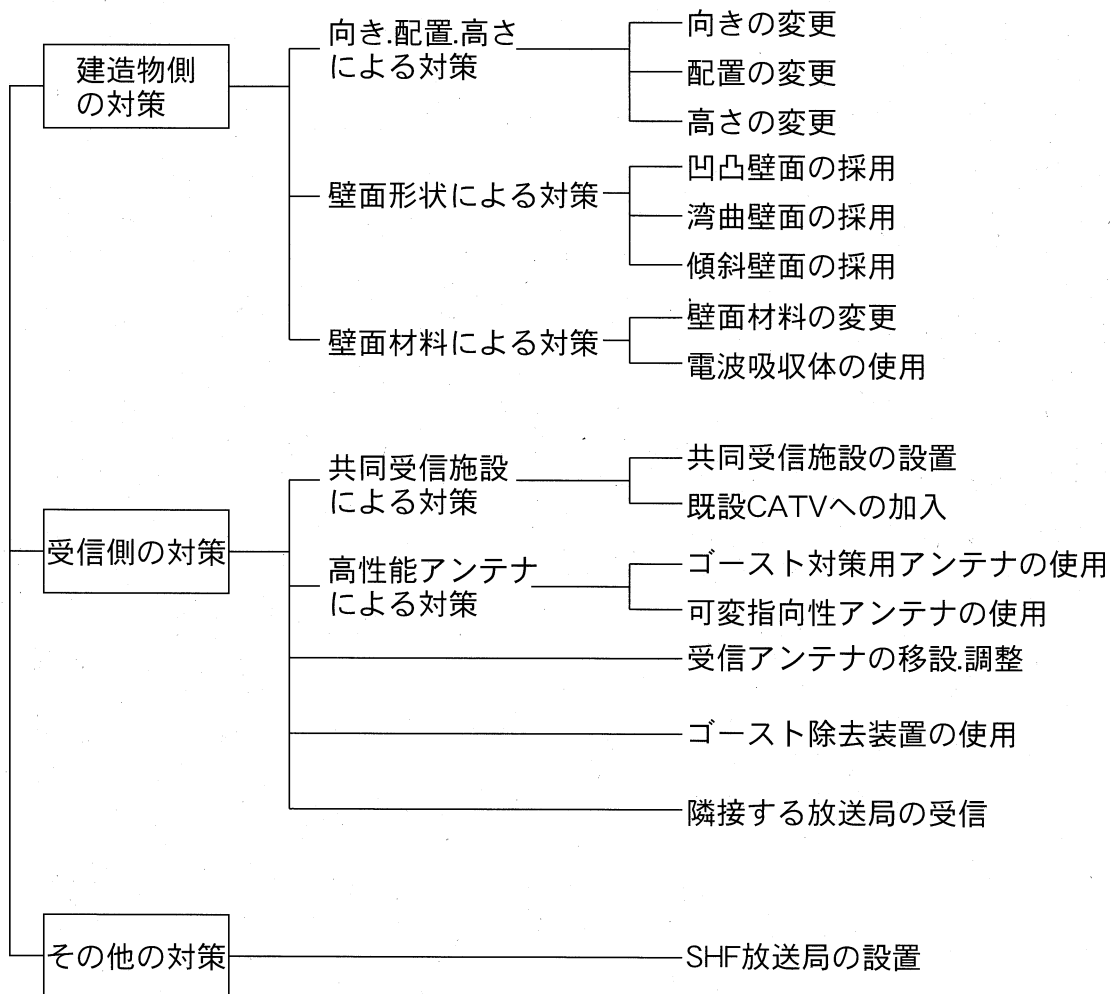 建造物側
の対策
向き.配置.高さ
による対策
向きの変更
配置の変更
高さの変更
壁面形状による対策
凹凸壁面の採用
湾曲壁面の採用
傾斜壁面の採用
壁面材料による対策
壁面材料の変更
電波吸収体の使用
受信側の対策
共同受信施設
による対策
共同受信施設の設置
既設CATVへの加入
高性能アンテナ
による対策
ゴースト対策用アンテナの使用
可変指向性アンテナの使用
受信アンテナの移設.調整
ゴースト除去装置の使用
隣接する放送局の受信
その他の対策
SHF放送局の設置